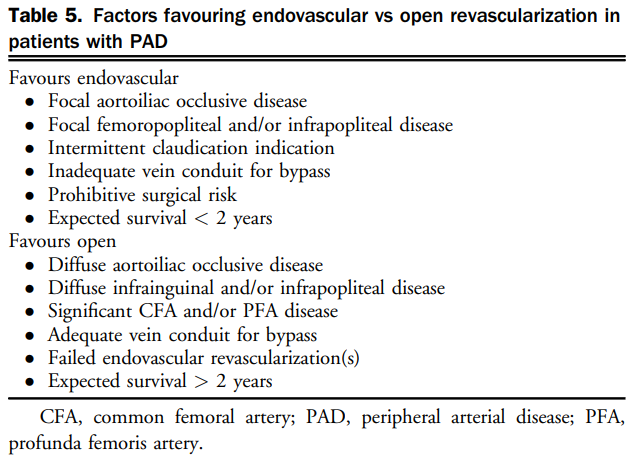 Table 5. Factors favouring endovascular vs open revascularization in
patients with PAD
Favours endovascular
● Focal aortoiliac occlusive disease
● Focal femoropopliteal and/or infrapopliteal disease
● Intermittent claudication indication
● Inadequate vein conduit for bypass
● Prohibitive surgical risk
● Expected survival < 2 years
Favours open
● Diffuse aortoiliac occlusive disease
● Diffuse infrainguinal and/or infrapopliteal disease
● Significant CFA and/or PFA disease
● Adequate vein conduit for bypass
● Failed endovascular revascularization(s)
● Expected survival > 2 years
CFA, common femoral artery; PAD, peripheral arterial disease; PFA,
profunda femoris artery.